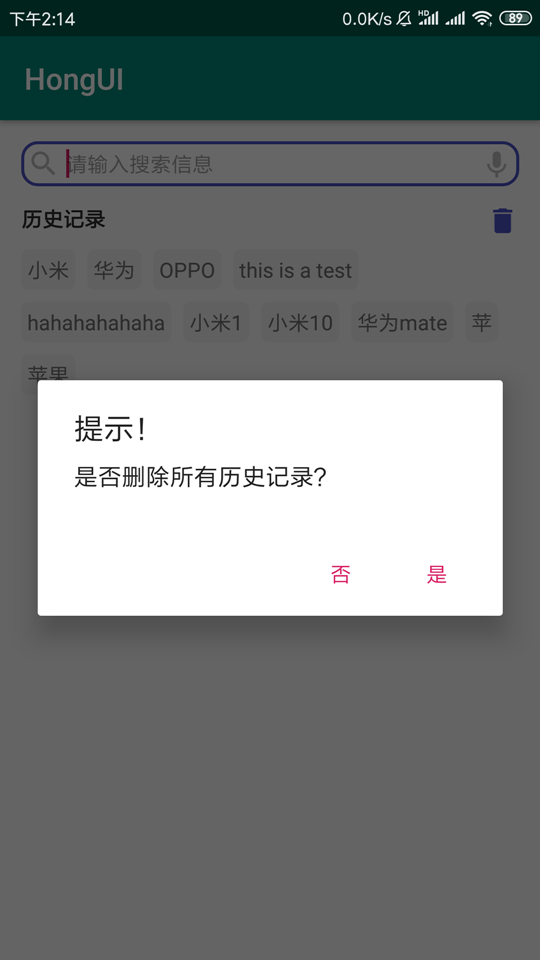 下午2:14 0.0K/s HD 89
HongUI
请输入搜索信息
历史记录
小米 华为 OPPO this is a test
hahahahahaha 小米1 小米10 华为mate 苹
苹果
提示!
是否删除所有历史记录?
否 是